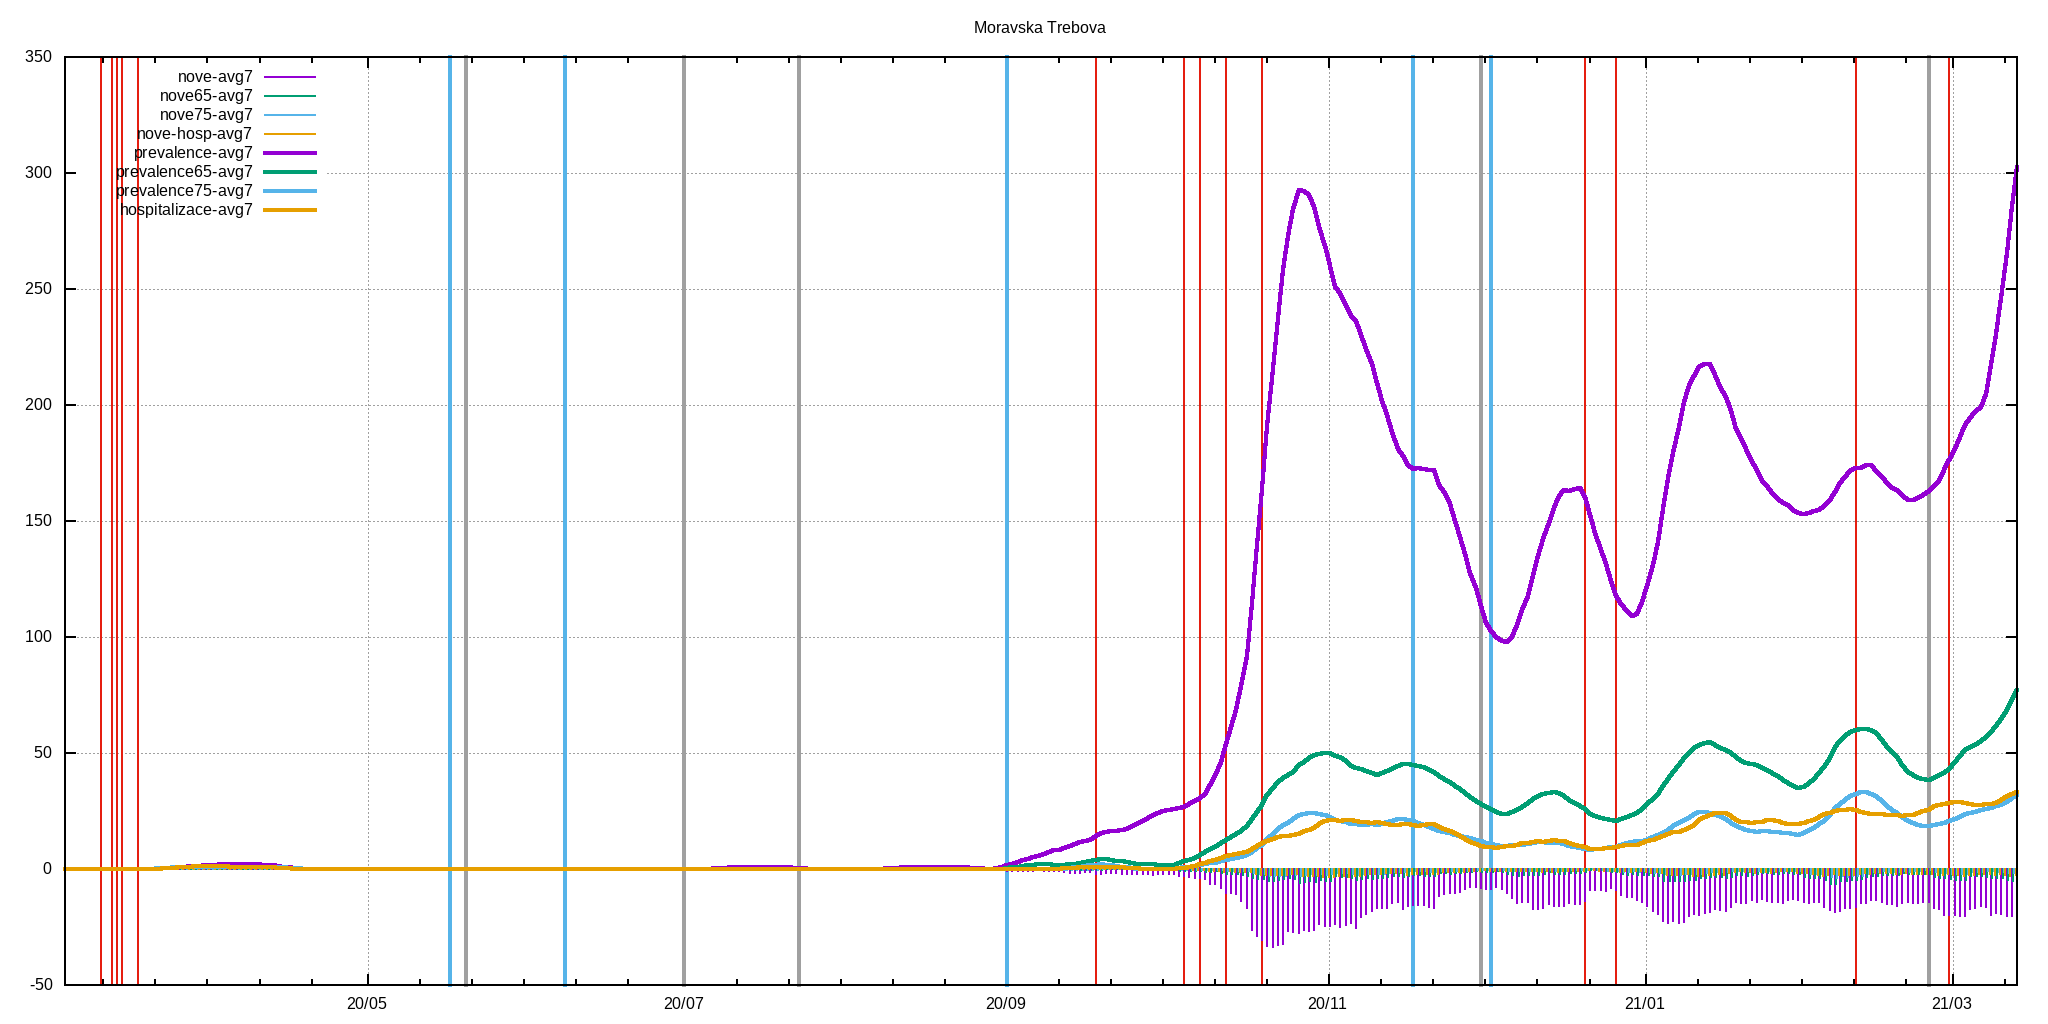 Moravska Trebova
350
300
250
200
150
100
50
0
-50
nove-avg7
nove65-avg7
nove75-avg7
nove-hosp-avg7
prevalence-avg7
prevalence65-avg7
prevalence75-avg7
hospitalizace-avg7
20/05 20/07 20/09 20/11 21/01 21/03